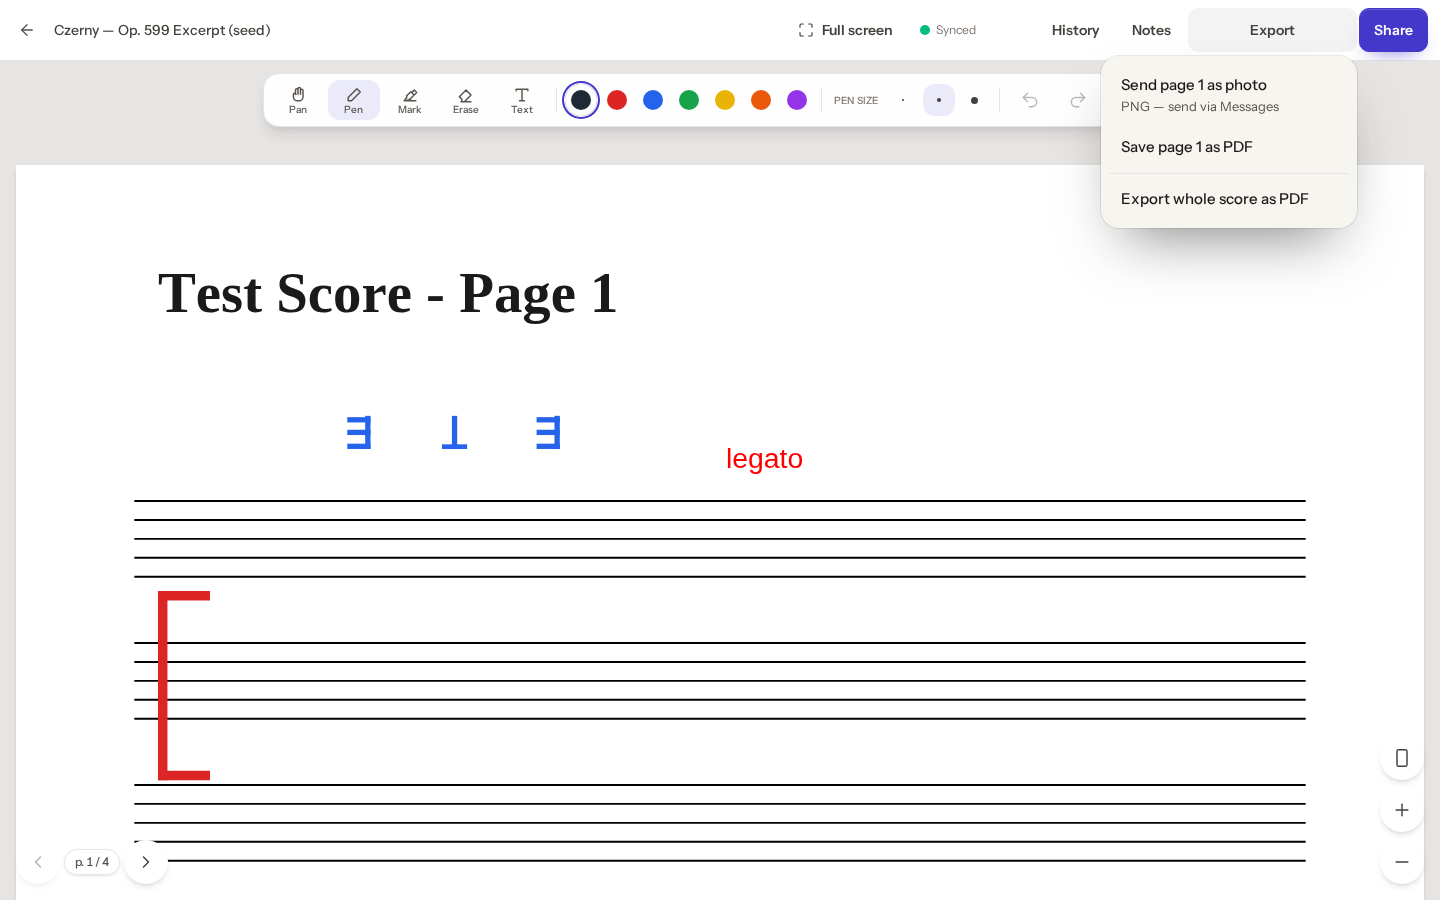 Czerny — Op. 599 Excerpt (seed)
Full screen
Synced
History
Notes
Export
Share
Send page 1 as photo
PNG — send via Messages
Save page 1 as PDF
Export whole score as PDF
Pan
Pen
Mark
Erase
Text
PEN SIZE
Test Score - Page 1
legato
p. 1 / 4